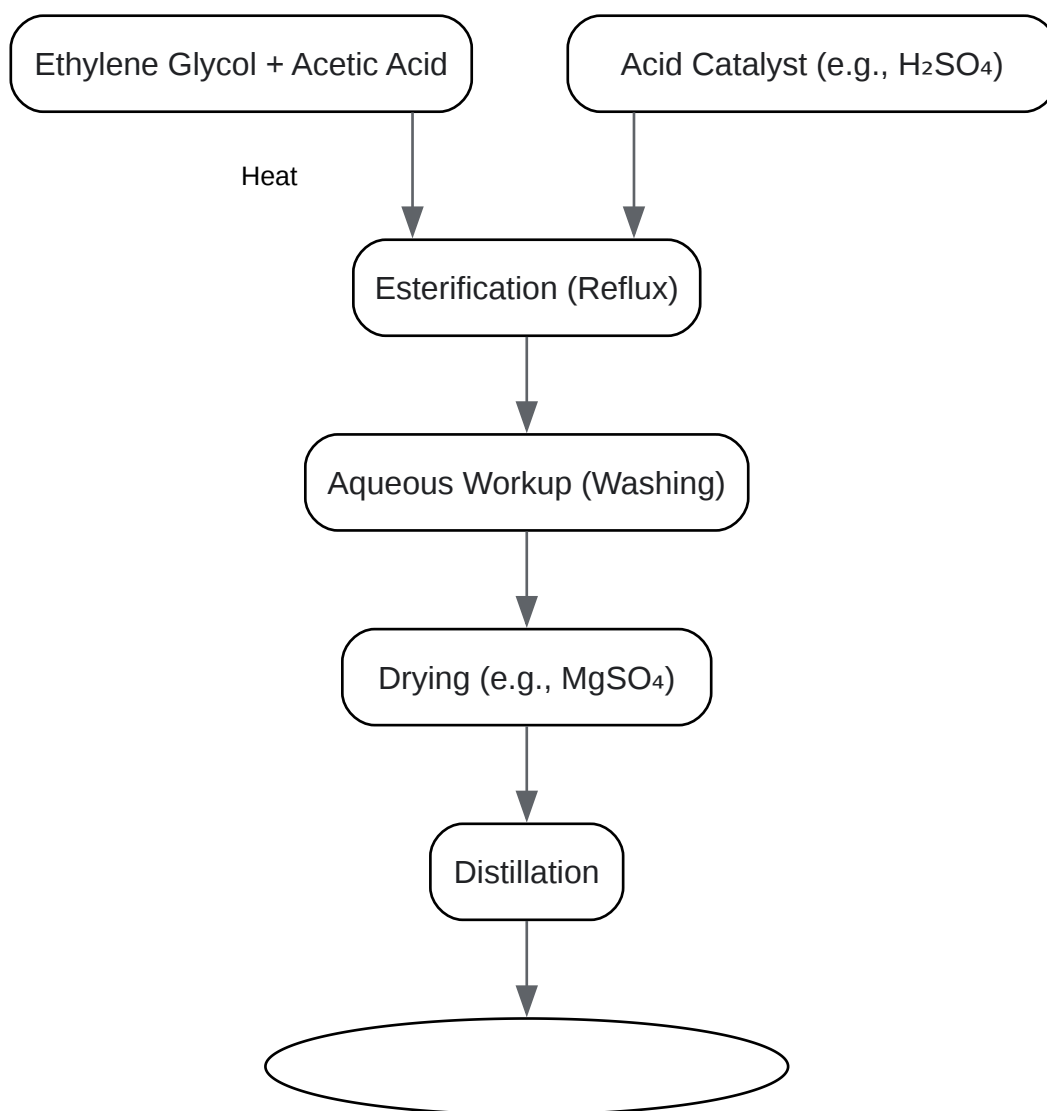 Ethylene Glycol + Acetic Acid
Acid Catalyst (e.g., H₂SO₄)
Heat
Esterification (Reflux)
Aqueous Workup (Washing)
Drying (e.g., MgSO₄)
Distillation